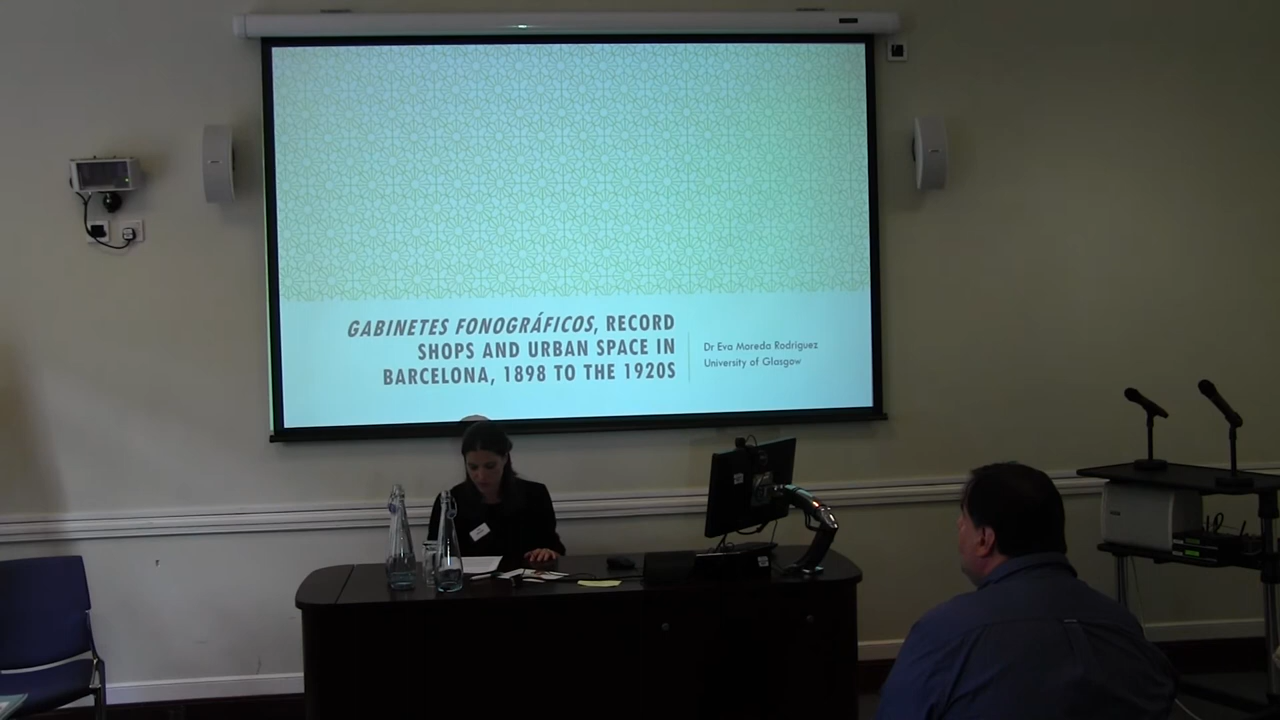 GABINETES FONOGRÁFICOS, RECORD
SHOPS AND URBAN SPACE IN
BARCELONA, 1898 TO THE 1920S
Dr Eva Moreda Rodríguez
University of Glasgow